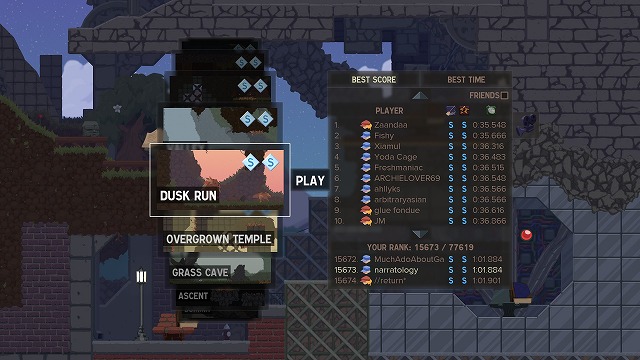 BEST SCORE BEST TIME
FRIENDS
PLAYER
1. Zaandaa S S 0:35.548
2. Fishy S S 0:35.666
3. Xiamul S S 0:36.316
4. Yoda Cage S S 0:36.483
5. Freshmaniac S S 0:36.515
6. ARCHIELOVER69 S S 0:36.548
7. ahllyks S S 0:36.566
8. arbitraryasian S S 0:36.566
9. glue fondue S S 0:36.616
10. JM S S 0:36.866
YOUR RANK: 15673 / 77619
15672. MuchAdoAboutGa S S 1:01.884
15673. narratology S S 1:01.884
15674. //return* S S 1:01.901
S S
S S
S S
S S
DUSK RUN
PLAY
OVERGROWN TEMPLE
GRASS CAVE
ASCENT